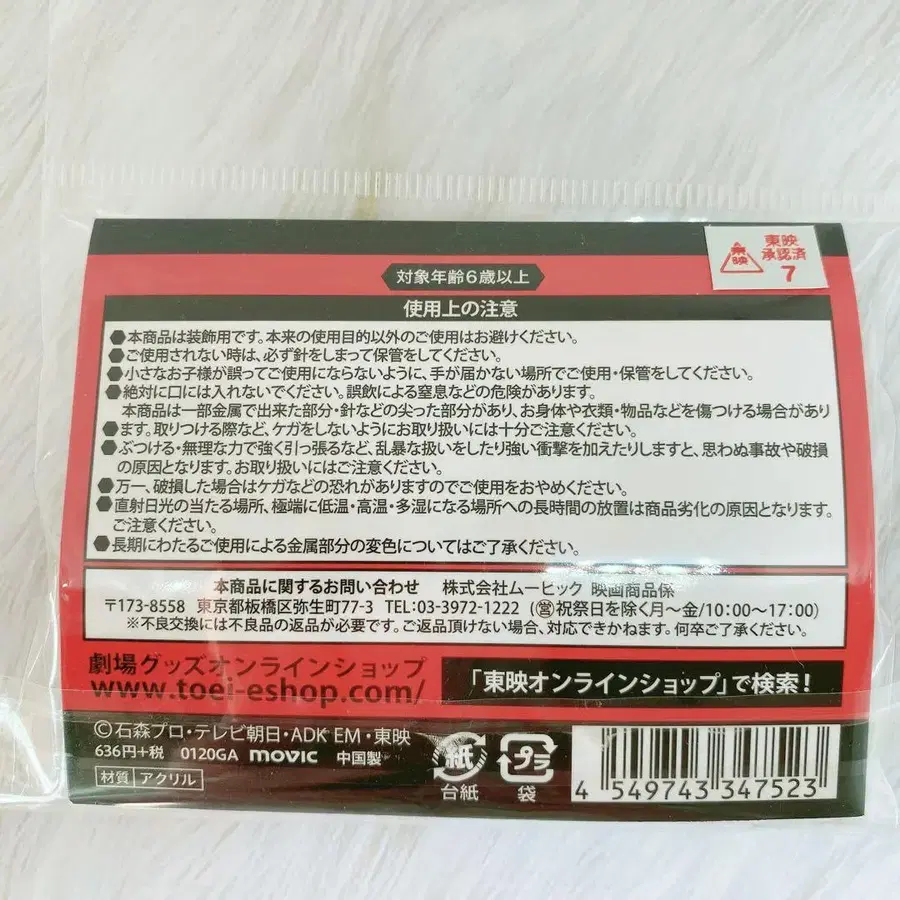 東映
東映
承認済
7
対象年齢6歳以上
使用上の注意
●本商品は装飾用です。本来の使用目的以外のご使用はお避けください。
●ご使用されない時は、必ず針をしまって保管をしてください。
●小さなお子様が誤ってご使用にならないように、手が届かない場所でご使用・保管をしてください。
●絶対に口には入れないでください。誤飲による窒息などの危険があります。
本商品は一部金属で出来た部分・針などの尖った部分があり、お身体や衣類・物品などを傷つける場合があり
●ます。取りつける際など、ケガをしないようにお取り扱いには十分ご注意ください。
●ぶつける・無理な力で強く引っ張るなど、乱暴な扱いをしたり強い衝撃を加えたりしますと、思わぬ事故や破損
の原因となります。お取り扱いにはご注意ください。
●万一、破損した場合はケガなどの恐れがありますのでご使用をおやめください。
●直射日光の当たる場所、極端に低温・高温・多湿になる場所への長時間の放置は商品劣化の原因となります。
ご注意ください。
●長期にわたるご使用による金属部分の変色についてはご了承ください。
本商品に関するお問い合わせ 株式会社ムービック 映画商品係
〒173-8558 東京都板橋区弥生町77-3 TEL:03-3972-1222 (営祝祭日を除く月〜金/10:00〜17:00)
※不良交換には不良品の返品が必要です。ご返品頂けない場合、対応できかねます。何卒ご了承ください。
劇場グッズオンラインショップ
www.toei-eshop.com/
「東映オンラインショップ」で検索!
©石森プロ・テレビ朝日・ADK EM・東映
636円+税 0120GA movic 中国製
材質 アクリル
紙
台紙
プラ
袋
4 549743 347523